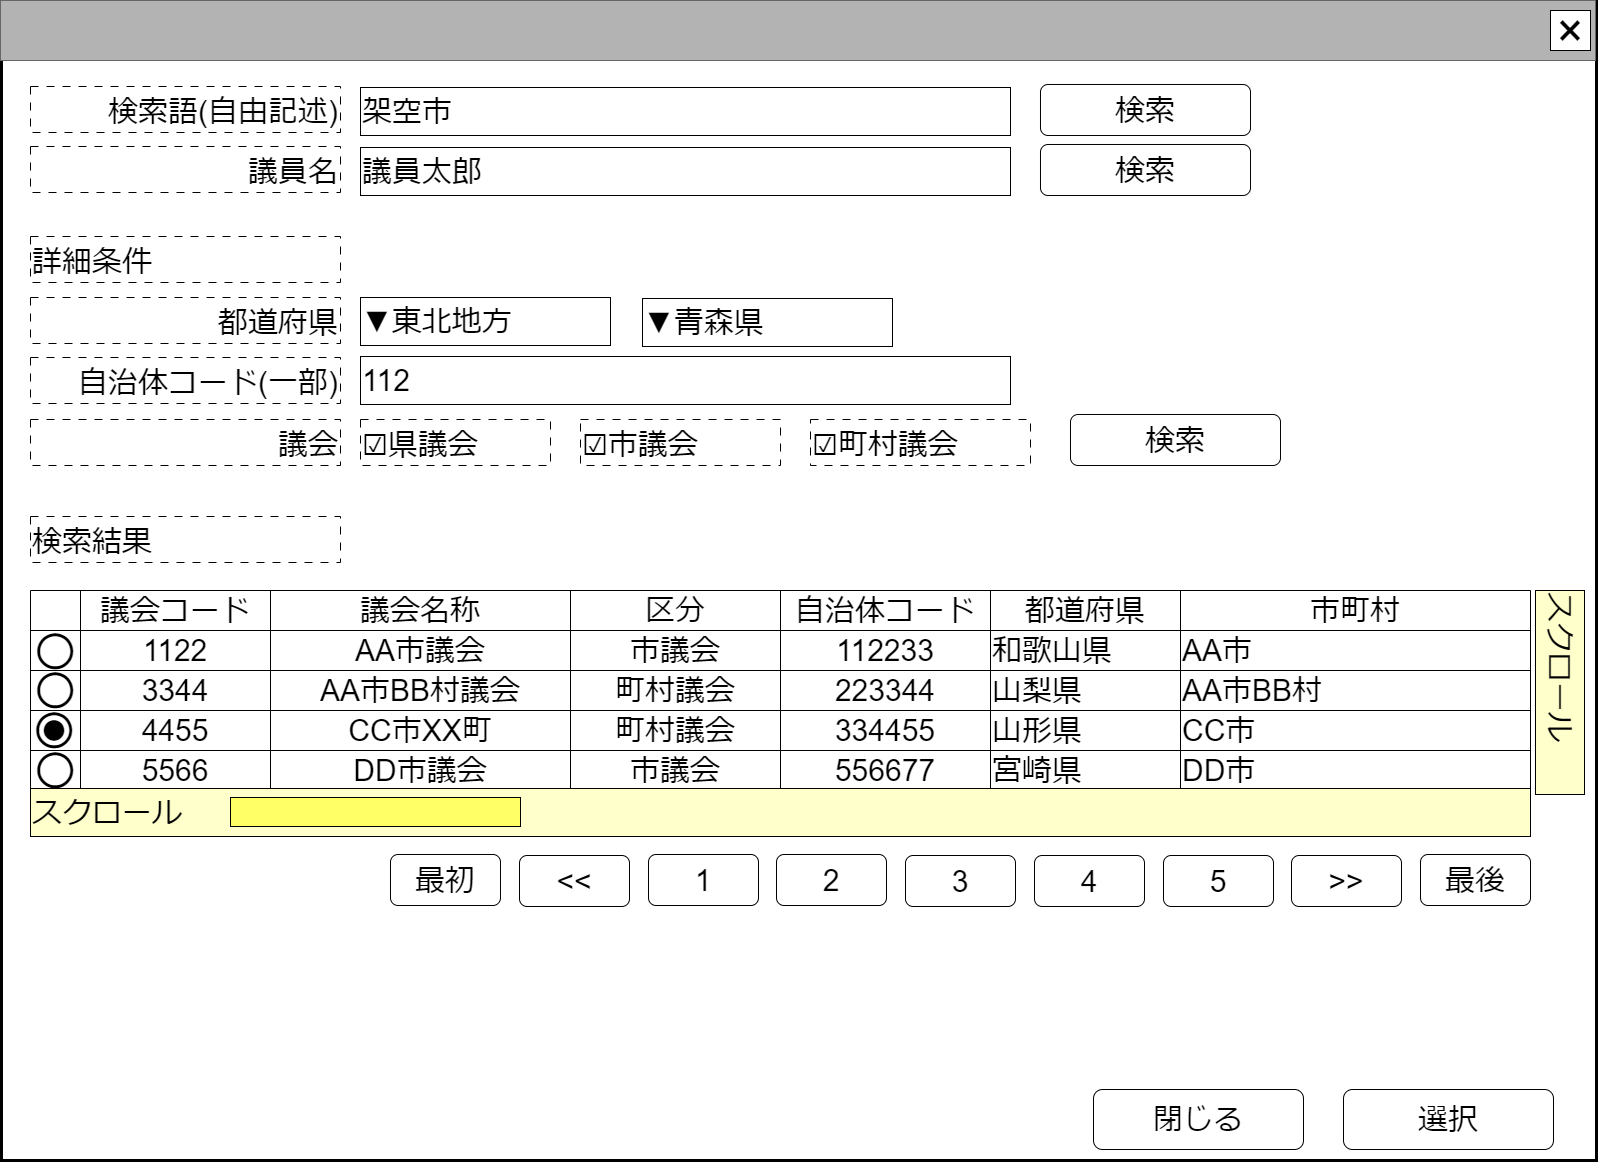 検索語(自由記述) 架空市 検索
議員名 議員太郎 検索
詳細条件
都道府県 ▼東北地方 ▼青森県
自治体コード(一部) 112
議会 ☑県議会 ☑市議会 ☑町村議会 検索
検索結果
議会コード 議会名称 区分 自治体コード 都道府県 市町村
1122 AA市議会 市議会 112233 和歌山県 AA市
3344 AA市BB村議会 町村議会 223344 山梨県 AA市BB村
4455 CC市XX町 町村議会 334455 山形県 CC市
5566 DD市議会 市議会 556677 宮崎県 DD市
スクロール
スクロール
最初 << 1 2 3 4 5 >> 最後
閉じる 選択